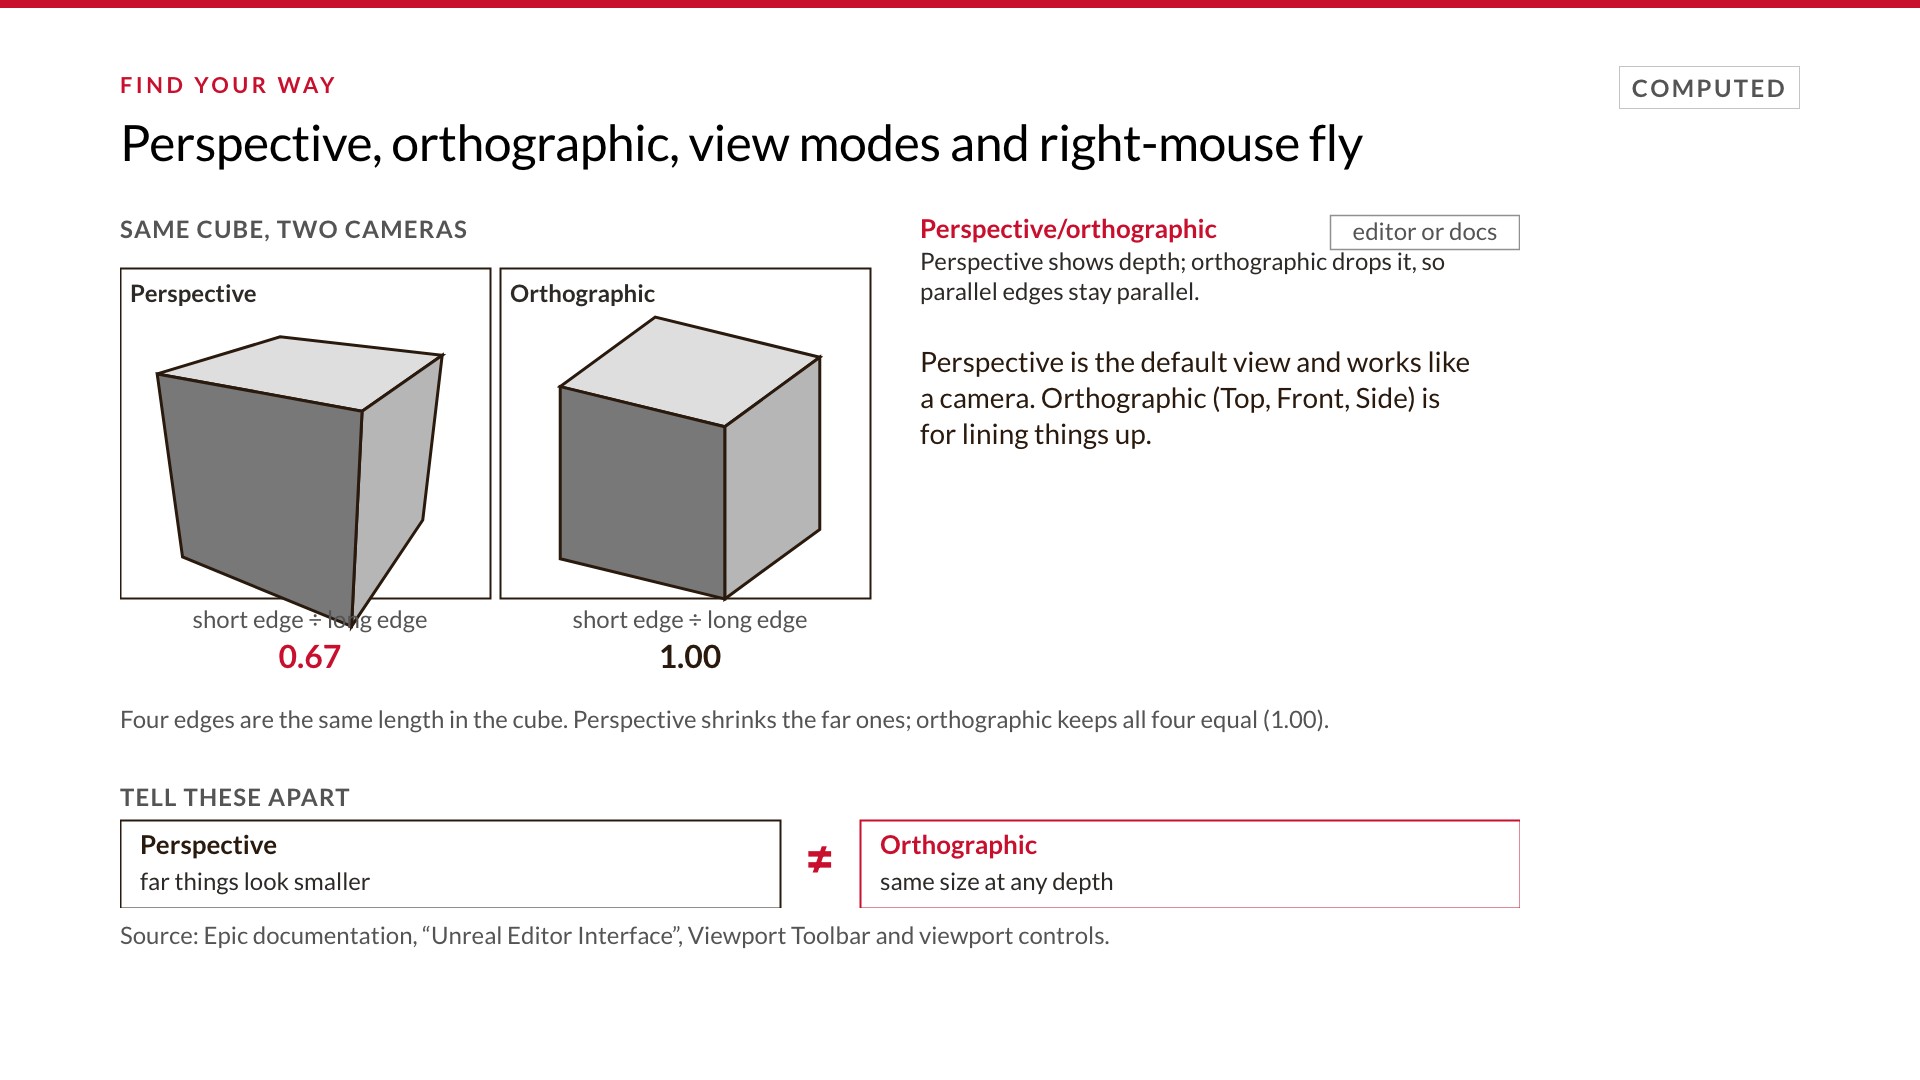 FIND YOUR WAY
COMPUTED
Perspective, orthographic, view modes and right-mouse fly
SAME CUBE, TWO CAMERAS
Perspective
Orthographic
short edge ÷ long edge
0.67
short edge ÷ long edge
1.00
Perspective/orthographic
editor or docs
Perspective shows depth; orthographic drops it, so
parallel edges stay parallel.
Perspective is the default view and works like
a camera. Orthographic (Top, Front, Side) is
for lining things up.
Four edges are the same length in the cube. Perspective shrinks the far ones; orthographic keeps all four equal (1.00).
TELL THESE APART
Perspective
far things look smaller
≠
Orthographic
same size at any depth
Source: Epic documentation, “Unreal Editor Interface”, Viewport Toolbar and viewport controls.